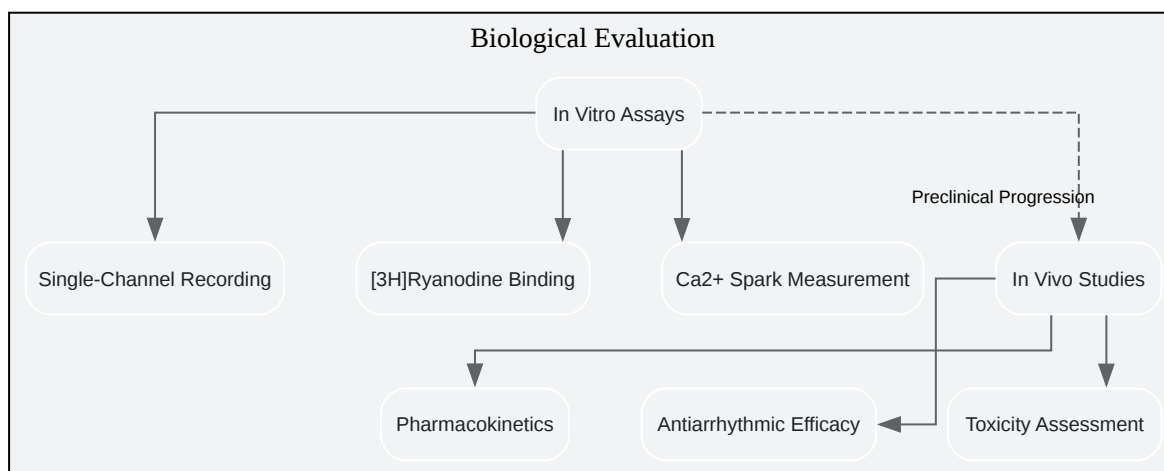 Biological Evaluation
In Vitro Assays
Preclinical Progression
Single-Channel Recording
[3H]Ryanodine Binding
Ca2+ Spark Measurement
In Vivo Studies
Pharmacokinetics
Antiarrhythmic Efficacy
Toxicity Assessment